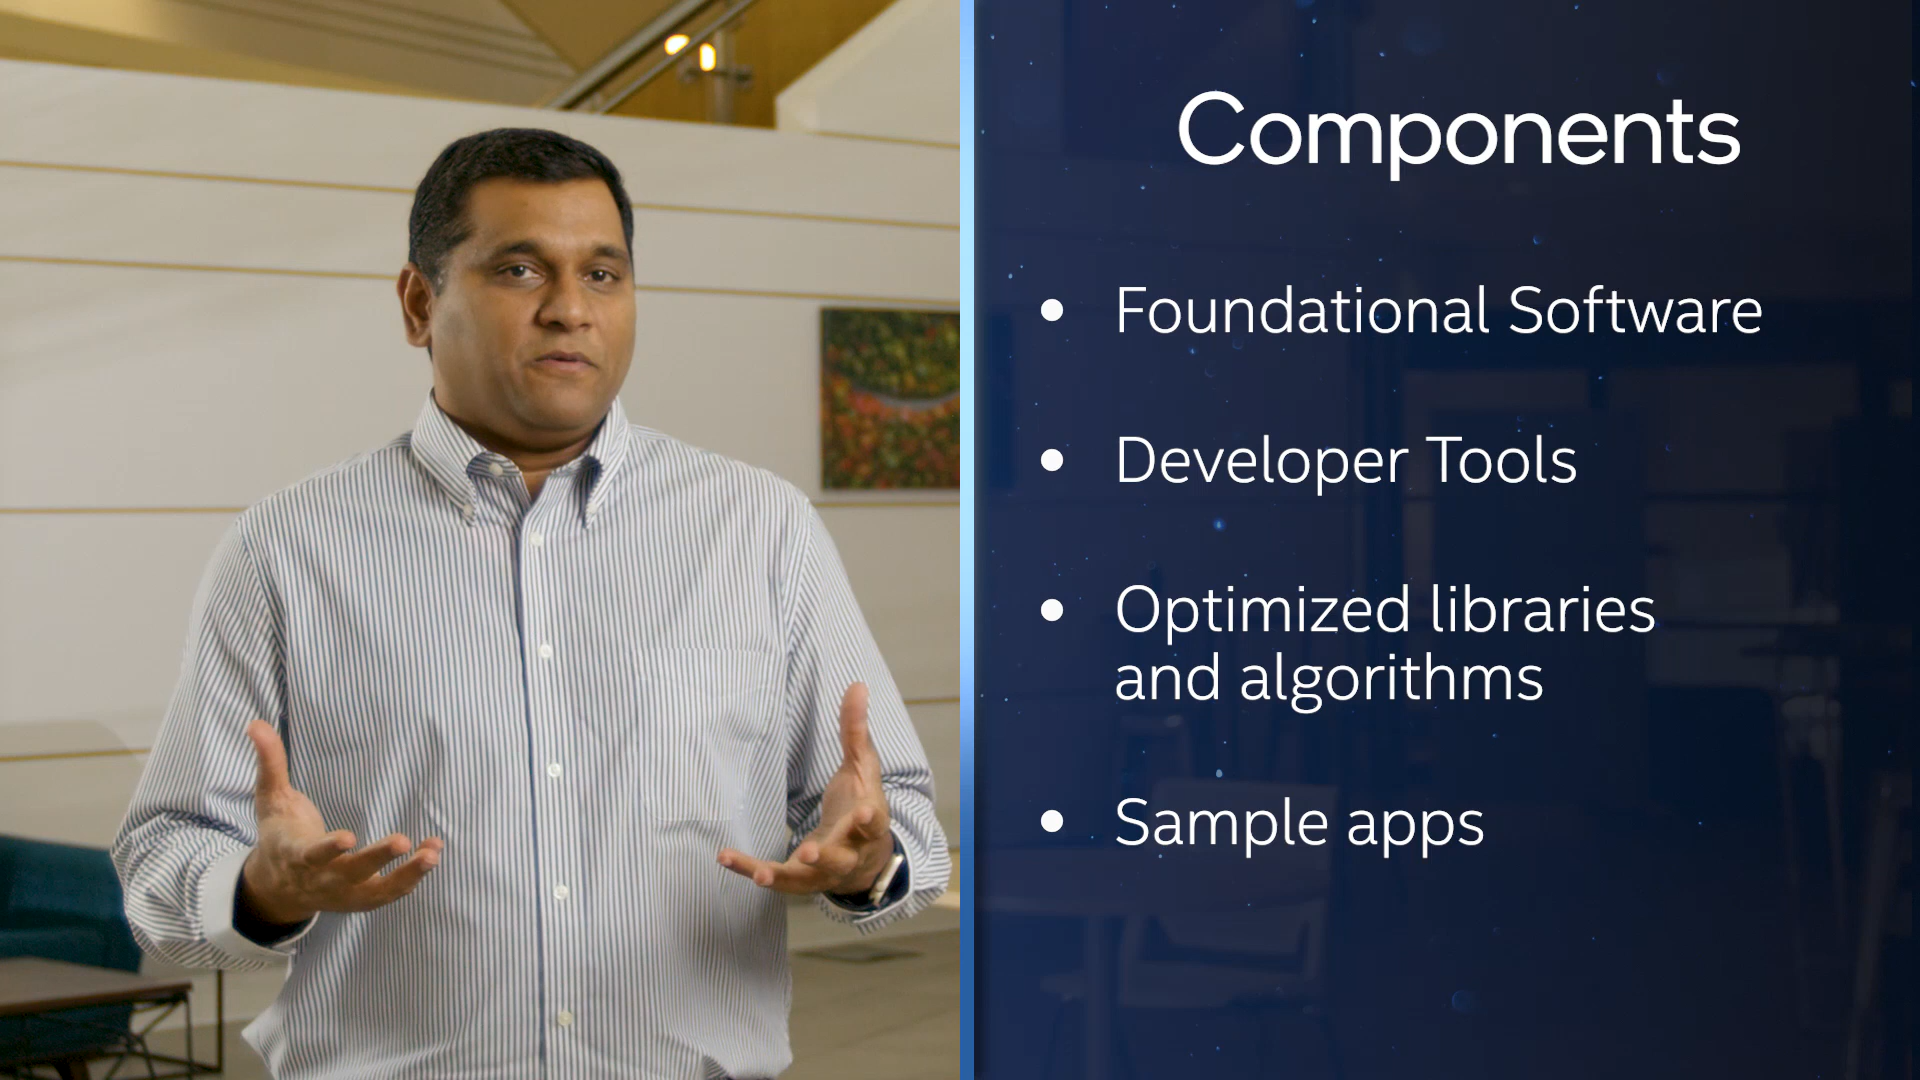 Components
• Foundational Software
• Developer Tools
• Optimized libraries
and algorithms
• Sample apps